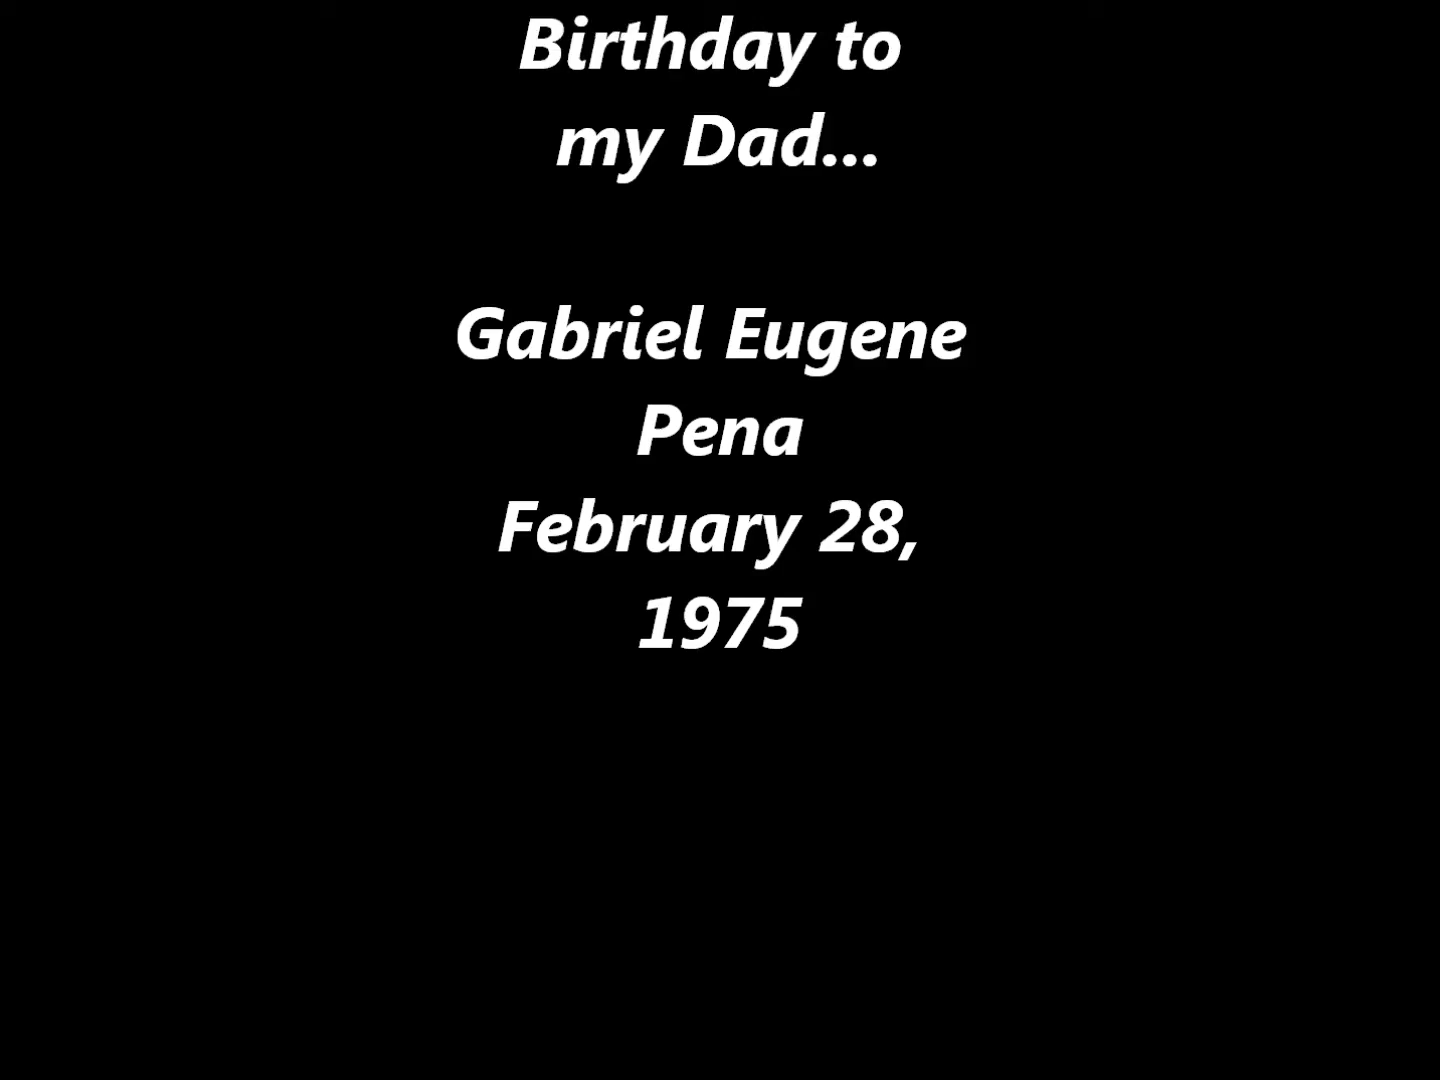 Birthday to
my Dad...
Gabriel Eugene
Pena
February 28,
1975